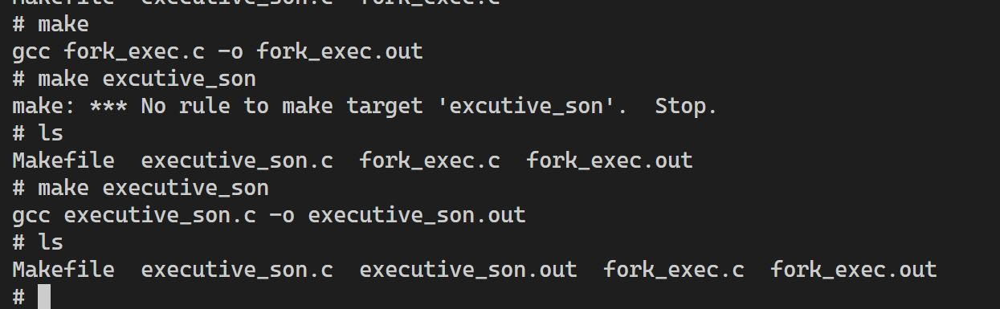 Makefile  executive_son.c  fork_exec.c
# make
gcc fork_exec.c -o fork_exec.out
# make excutive_son
make: *** No rule to make target 'excutive_son'.  Stop.
# ls
Makefile  executive_son.c  fork_exec.c  fork_exec.out
# make executive_son
gcc executive_son.c -o executive_son.out
# ls
Makefile  executive_son.c  executive_son.out  fork_exec.c  fork_exec.out
#